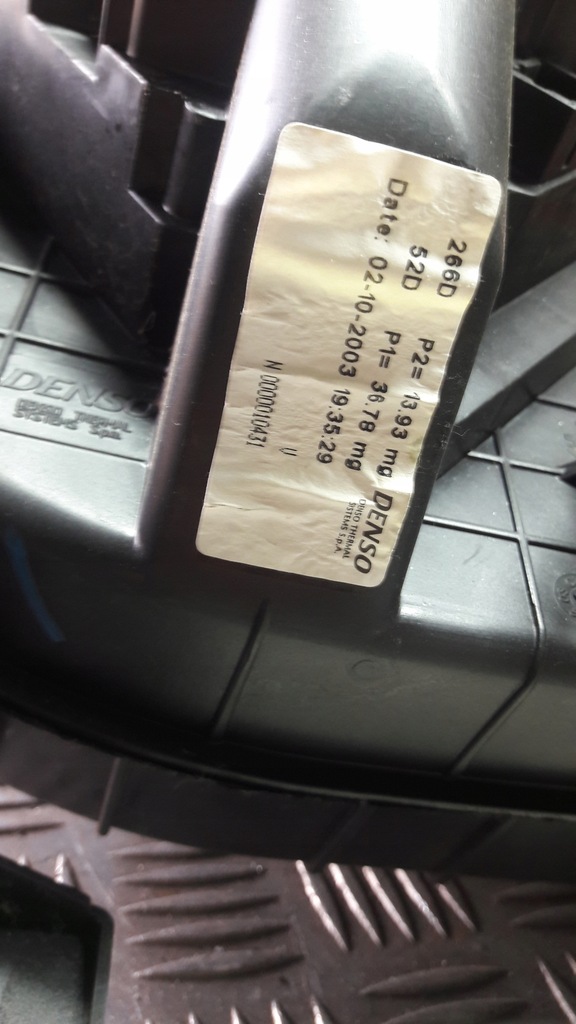 266D P2= 13.93 mg
52D P1= 36.78 mg
Date: 02-10-2003 19:35:29
U
N 0000010431
DENSO
DENSO THERMAL
SYSTEMS S.p.A.
DENSO